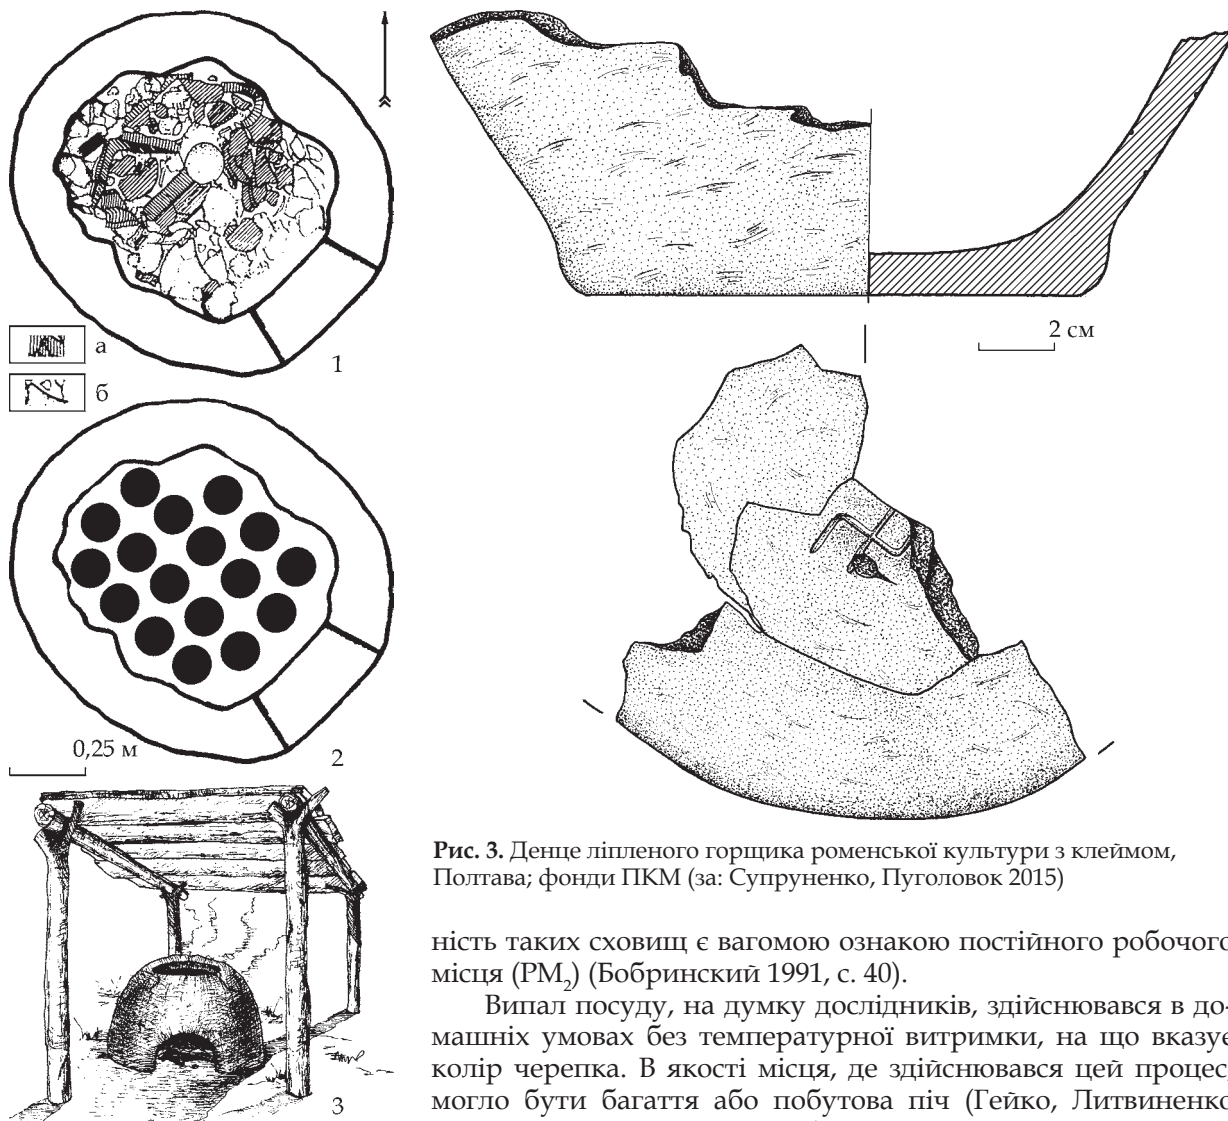 а
1
б
0,25 м
2
3
2 см
Рис. 3. Денце ліпленого горщика роменської культури з клеймом,
Полтава; фонди ПКМ (за: Супруненко, Пуголовок 2015)
ність таких сховищ є вагомою ознакою постійного робочого
місця (РМ2) (Бобринский 1991, с. 40).
Випал посуду, на думку дослідників, здійснювався в до-
машніх умовах без температурної витримки, на що вказує
колір черепка. В якості місця, де здійснювався цей процес,
могло бути багаття або побутова піч (Гейко, Литвиненко